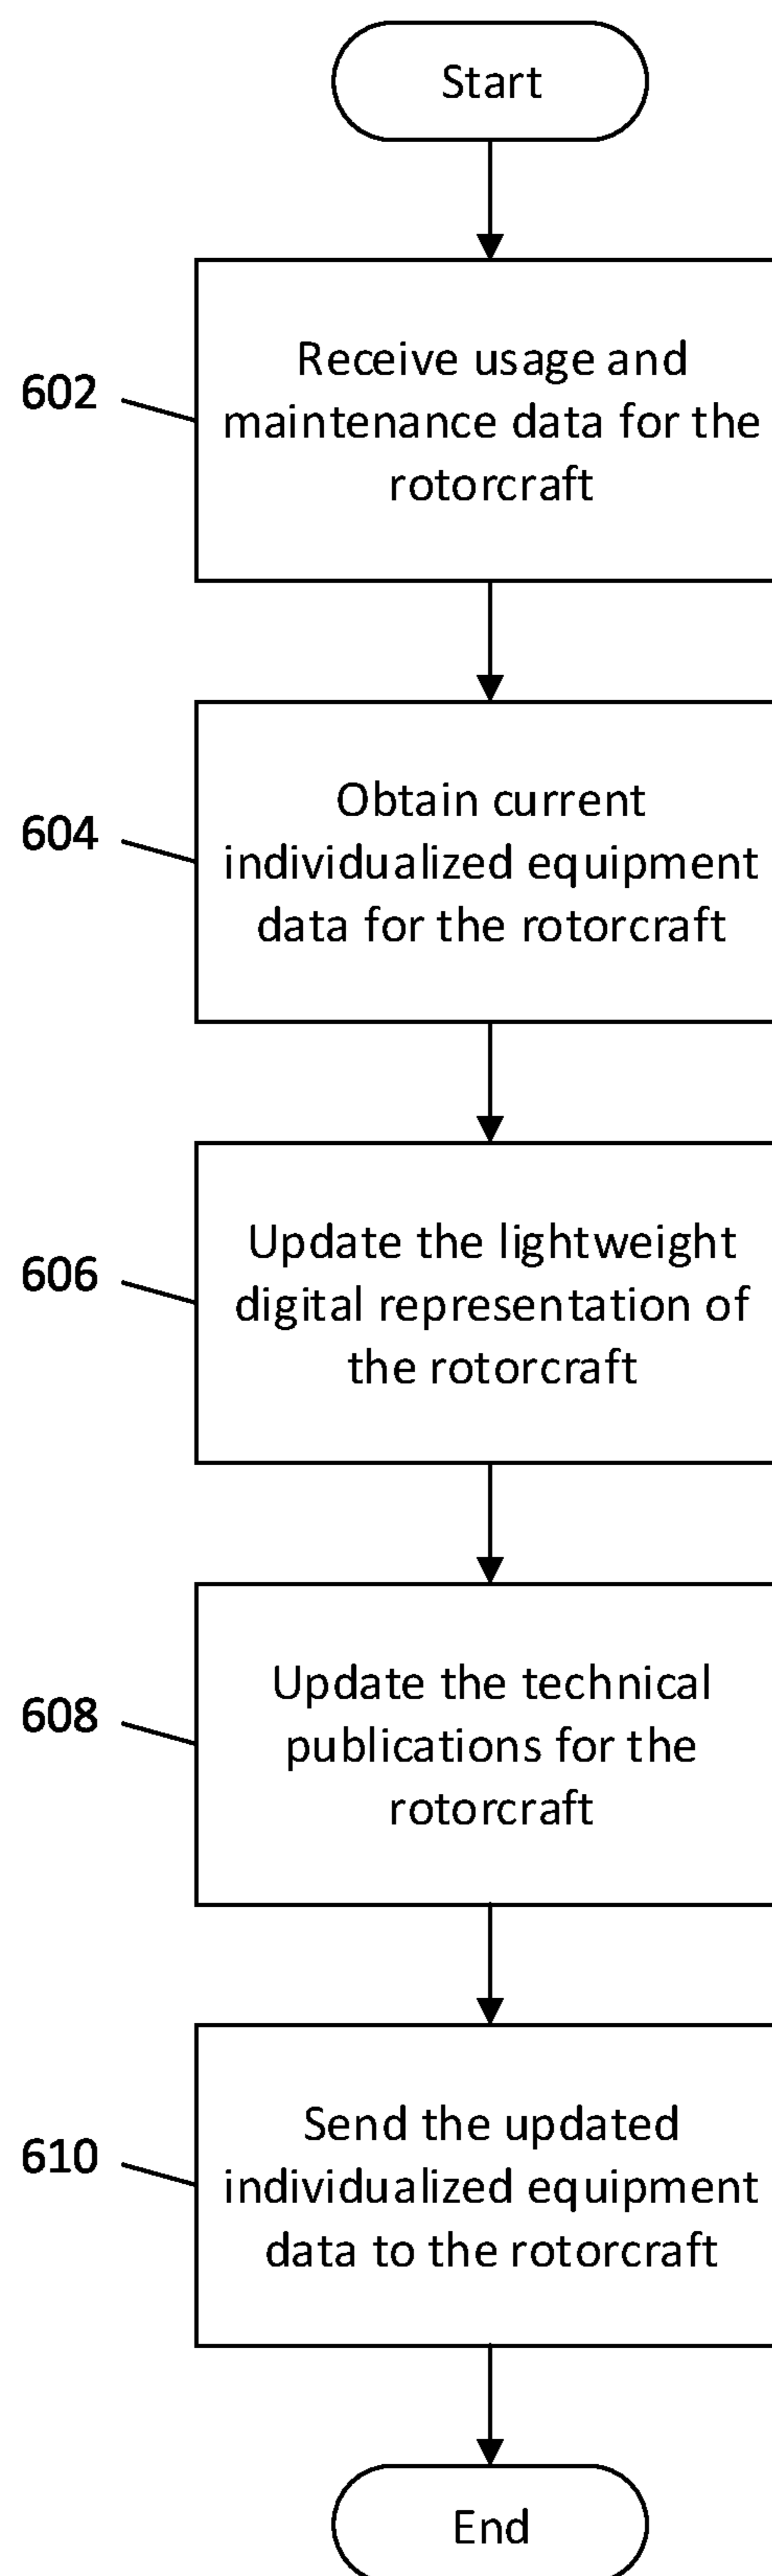 Start
602
Receive usage and
maintenance data for the
rotorcraft
604
Obtain current
individualized equipment
data for the rotorcraft
606
Update the lightweight
digital representation of
the rotorcraft
608
Update the technical
publications for the
rotorcraft
610
Send the updated
individualized equipment
data to the rotorcraft
End